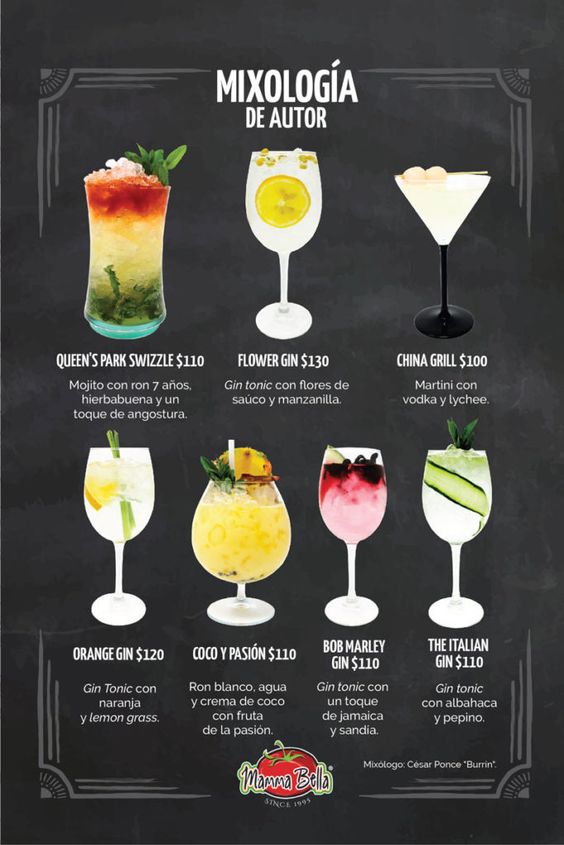 MIXOLOGÍA
DE AUTOR
QUEEN'S PARK SWIZZLE $110
Mojito con ron 7 años,
hierbabuena y un
toque de angostura.
FLOWER GIN $130
Gin tonic con flores de
saúco y manzanilla.
CHINA GRILL $100
Martini con
vodka y lychee.
ORANGE GIN $120
Gin Tonic con
naranja
y lemon grass.
COCO Y PASIÓN $110
Ron blanco, agua
y crema de coco
con fruta
de la pasión.
BOB MARLEY
GIN $110
Gin tonic con
un toque
de jamaica
y sandía.
THE ITALIAN
GIN $110
Gin tonic
con albahaca
y pepino.
Mamma Bella®
SINCE 1995
Mixólogo: César Ponce "Burrin".